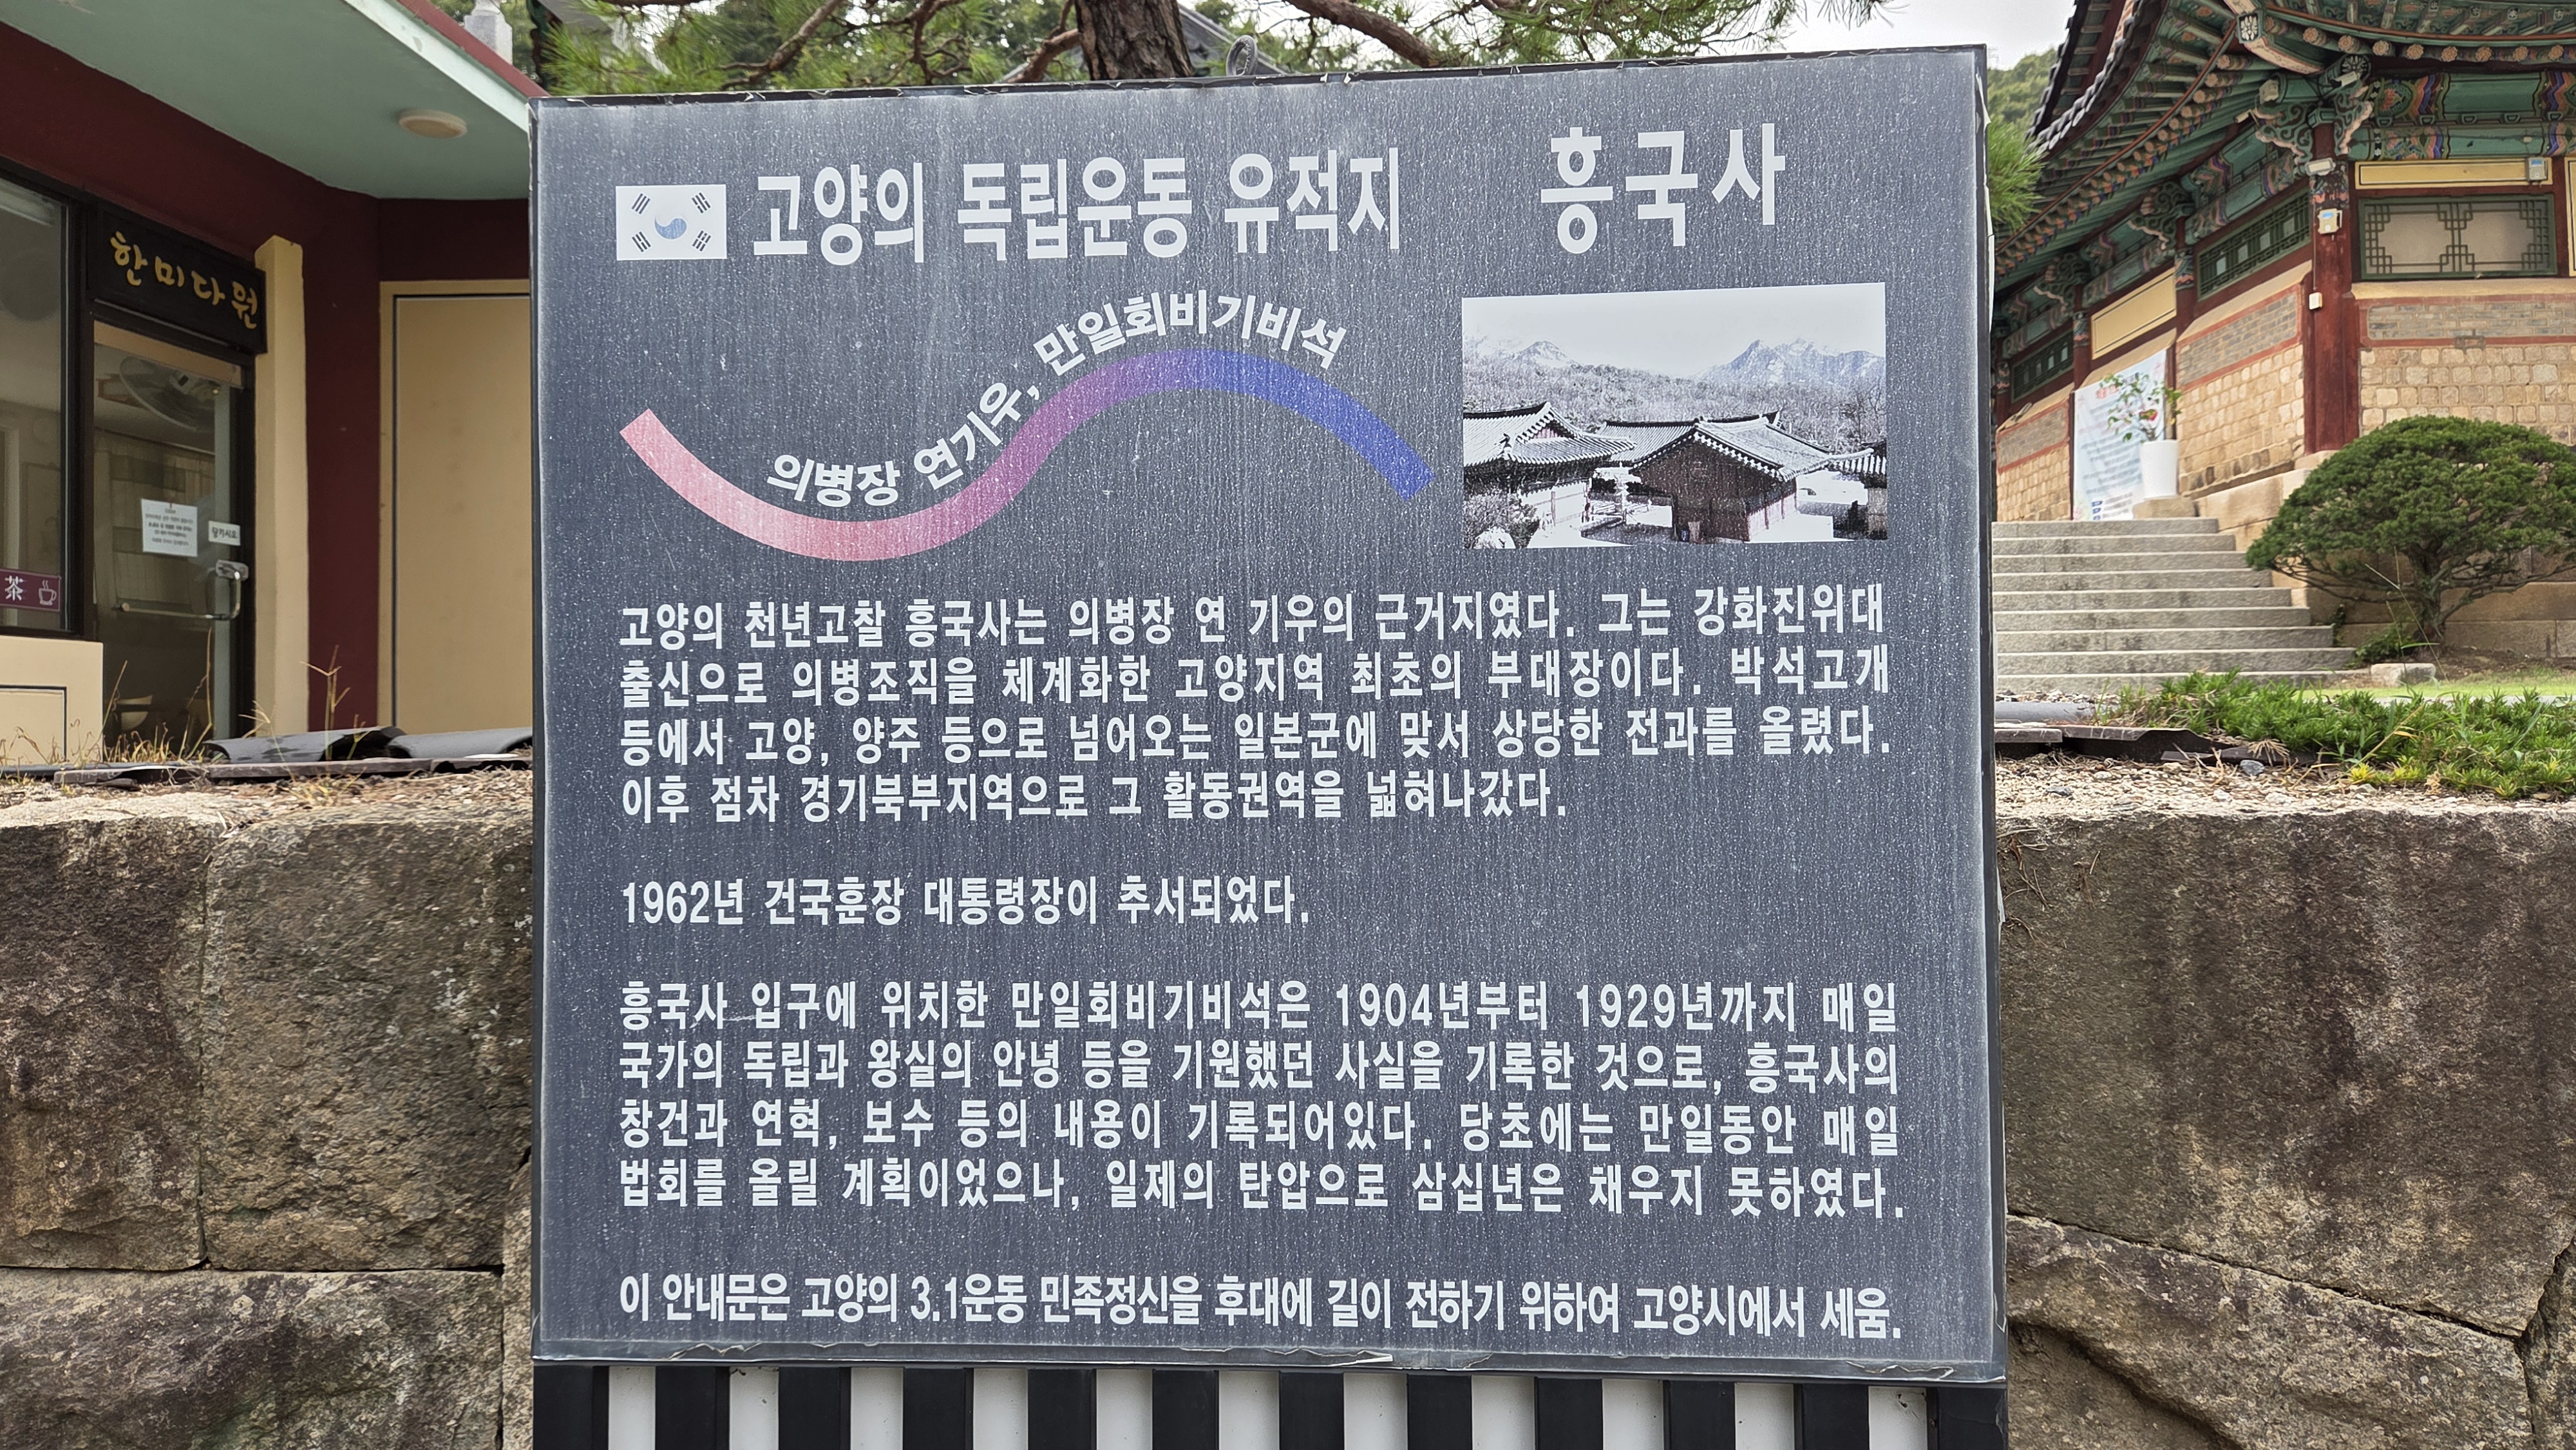 고양의 독립운동 유적지 흥국사
의병장 연기우, 만일회비기비석
고양의 천년고찰 흥국사는 의병장 연 기우의 근거지였다. 그는 강화진위대
출신으로 의병조직을 체계화한 고양지역 최초의 부대장이다. 박석고개
등에서 고양, 양주 등으로 넘어오는 일본군에 맞서 상당한 전과를 올렸다.
이후 점차 경기북부지역으로 그 활동권역을 넓혀나갔다.
1962년 건국훈장 대통령장이 추서되었다.
흥국사 입구에 위치한 만일회비기비석은 1904년부터 1929년까지 매일
국가의 독립과 왕실의 안녕 등을 기원했던 사실을 기록한 것으로, 흥국사의
창건과 연혁, 보수 등의 내용이 기록되어있다. 당초에는 만일동안 매일
법회를 올릴 계획이었으나, 일제의 탄압으로 삼십년은 채우지 못하였다.
이 안내문은 고양의 3.1운동 민족정신을 후대에 길이 전하기 위하여 고양시에서 세움.
한미다원
당기시오
茶